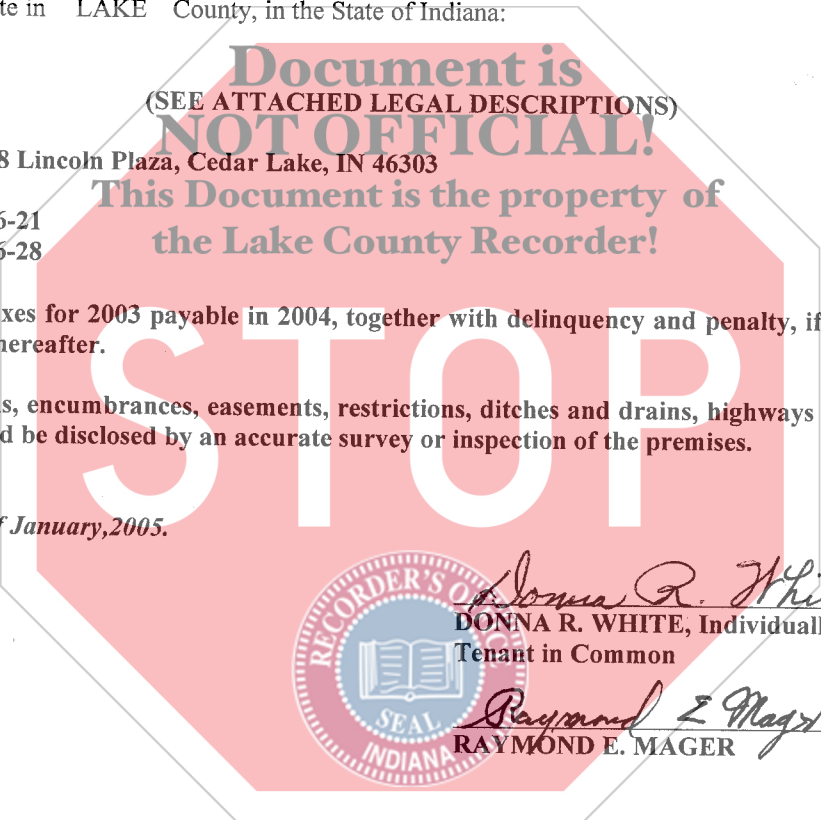 te in LAKE County, in the State of Indiana:
Document is
(SEE ATTACHED LEGAL DESCRIPTIONS)
NOT OFFICIAL!
8 Lincoln Plaza, Cedar Lake, IN 46303
This Document is the property of
6-21
the Lake County Recorder!
6-28
xes for 2003 payable in 2004, together with delinquency and penalty, if
hereafter.
STOP
s, encumbrances, easements, restrictions, ditches and drains, highways
d be disclosed by an accurate survey or inspection of the premises.
f January,2005.
Donna R. Whi
DONNA R. WHITE, Individuall
Tenant in Common
RECORDER'S OFFICE
SEAL
INDIANA
Raymond E Mager
RAYMOND E. MAGER